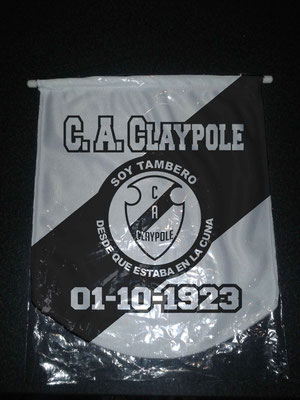 C. A. CLAYPOLE
SOY TAMBERO
C
A
CLAYPOLE
DESDE QUE ESTABA EN LA CUNA
01-10-1923